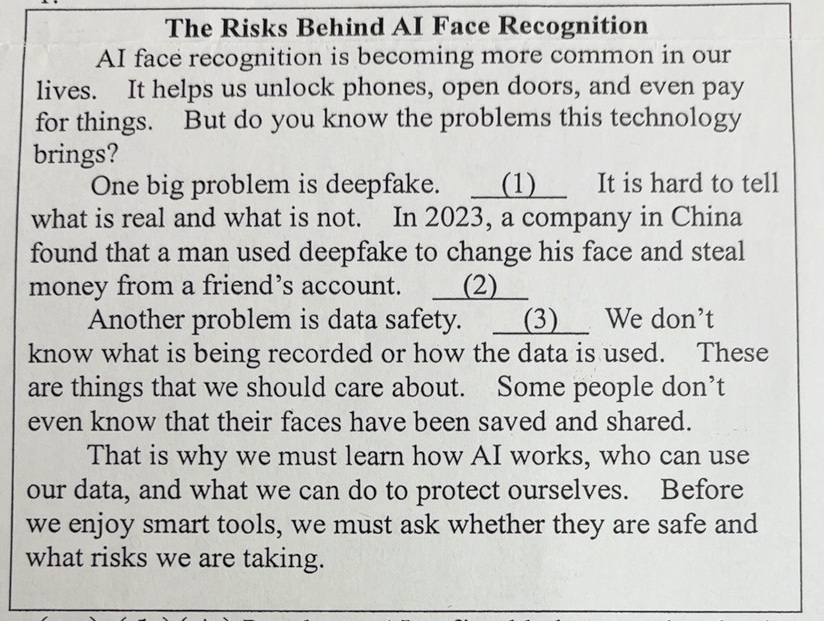 The Risks Behind AI Face Recognition
AI face recognition is becoming more common in our
lives. It helps us unlock phones, open doors, and even pay
for things. But do you know the problems this technology
brings?
One big problem is deepfake. (1) It is hard to tell
what is real and what is not. In 2023, a company in China
found that a man used deepfake to change his face and steal
money from a friend's account. (2)
Another problem is data safety. (3) We don't
know what is being recorded or how the data is used. These
are things that we should care about. Some people don't
even know that their faces have been saved and shared.
That is why we must learn how AI works, who can use
our data, and what we can do to protect ourselves. Before
we enjoy smart tools, we must ask whether they are safe and
what risks we are taking.